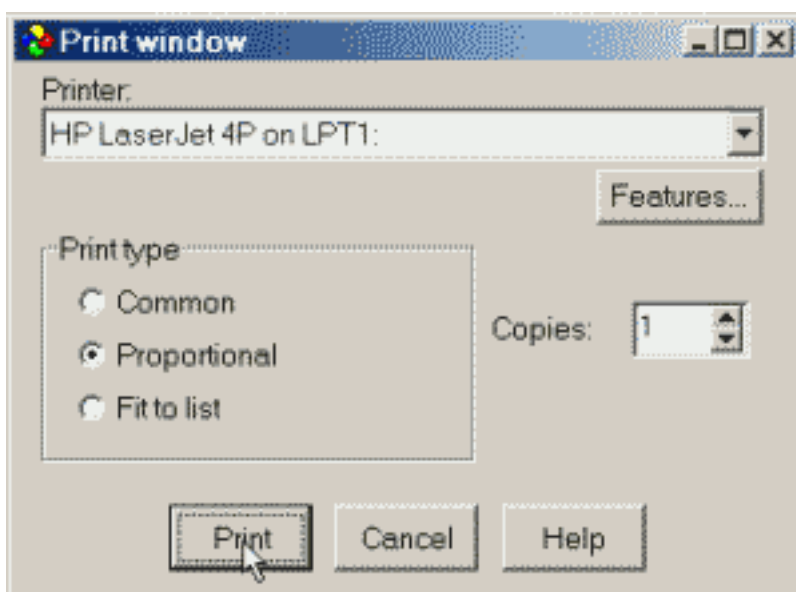 Print window
Printer:
HP LaserJet 4P on LPT1:
Features...
Print type
Common
Proportional
Fit to list
Copies: 1
Print Cancel Help